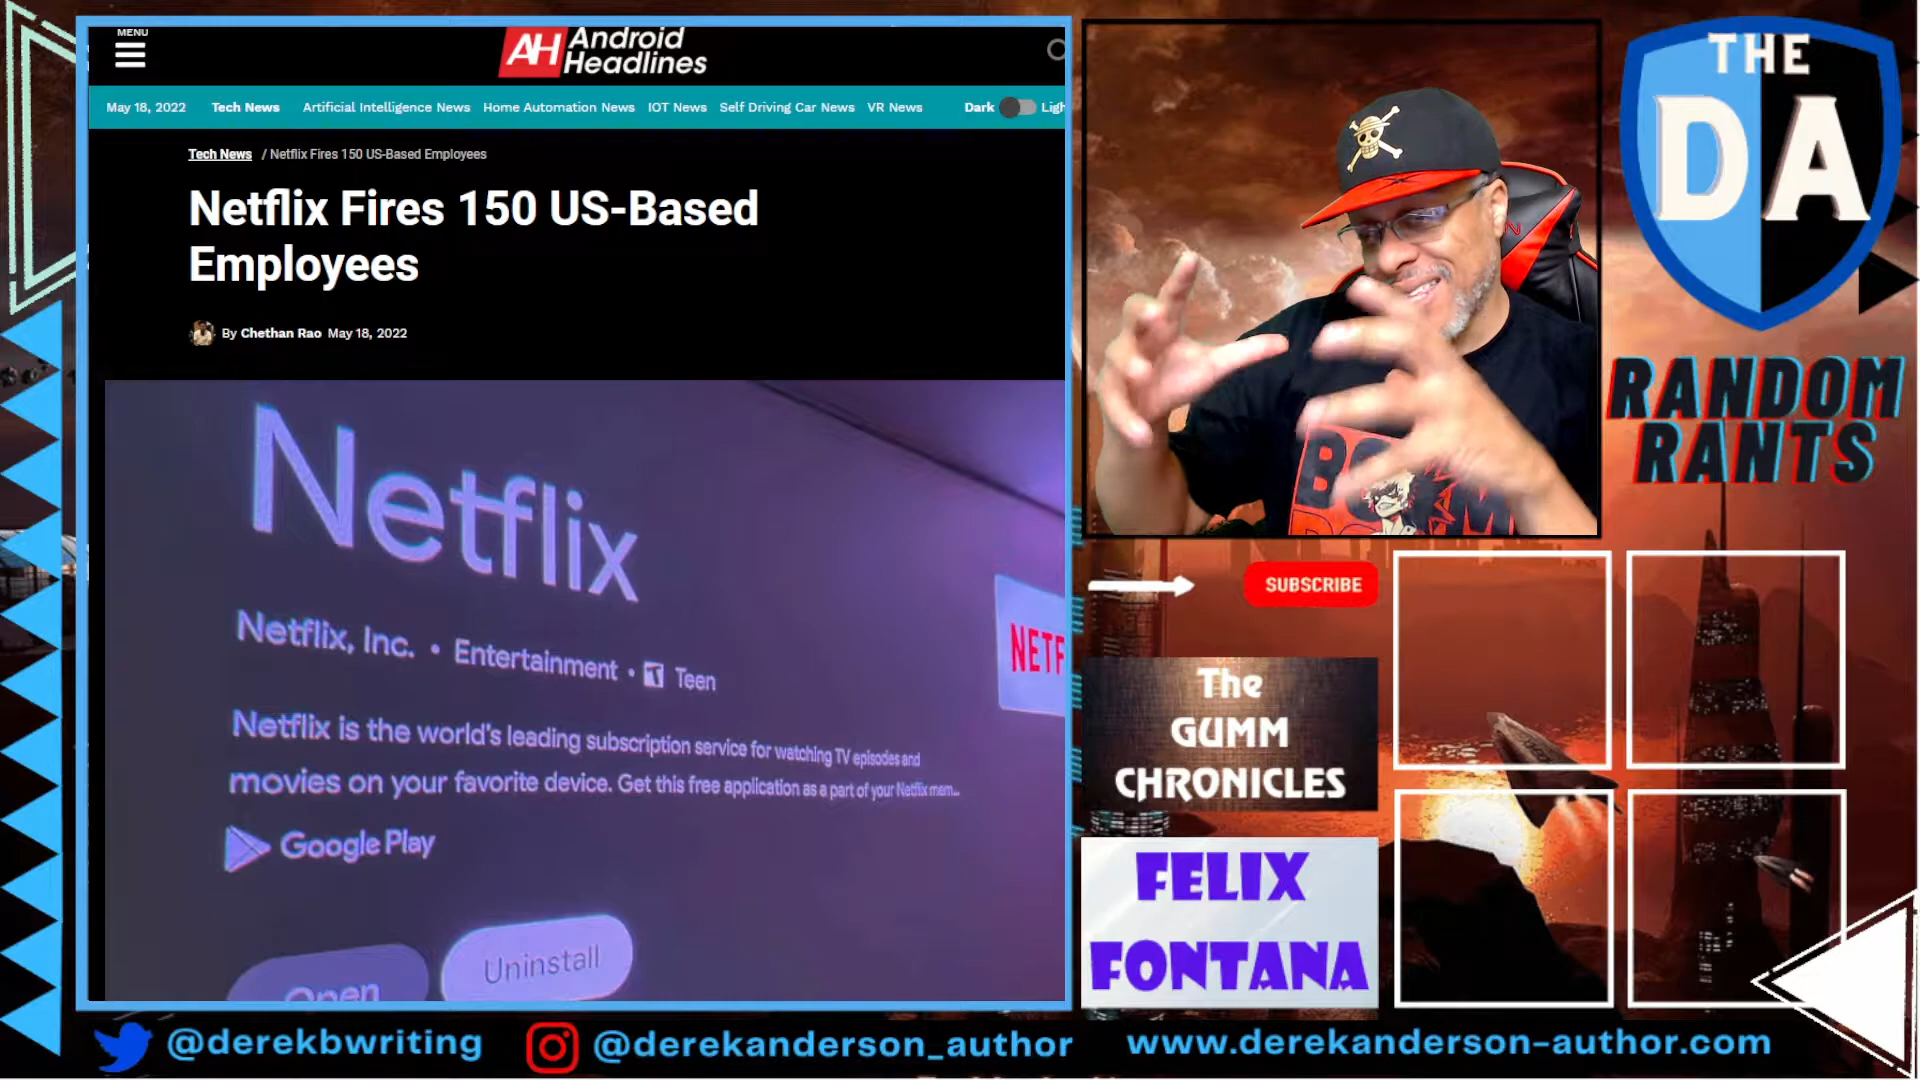 MENU
AH Android
Headlines
May 18, 2022 Tech News Artificial Intelligence News Home Automation News IOT News Self Driving Car News VR News Dark Ligh
Tech News / Netflix Fires 150 US-Based Employees
Netflix Fires 150 US-Based
Employees
By Chethan Rao May 18, 2022
Netflix
Netflix, Inc. • Entertainment • T Teen
Netflix is the world's leading subscription service for watching TV episodes and
movies on your favorite device. Get this free application as a part of your Netflix mem...
Google Play
Open
Uninstall
NETF
THE
DA
RANDOM
RANTS
SUBSCRIBE
The
GUMM
CHRONICLES
FELIX
FONTANA
@derekbwriting @derekanderson_author www.derekanderson-author.com